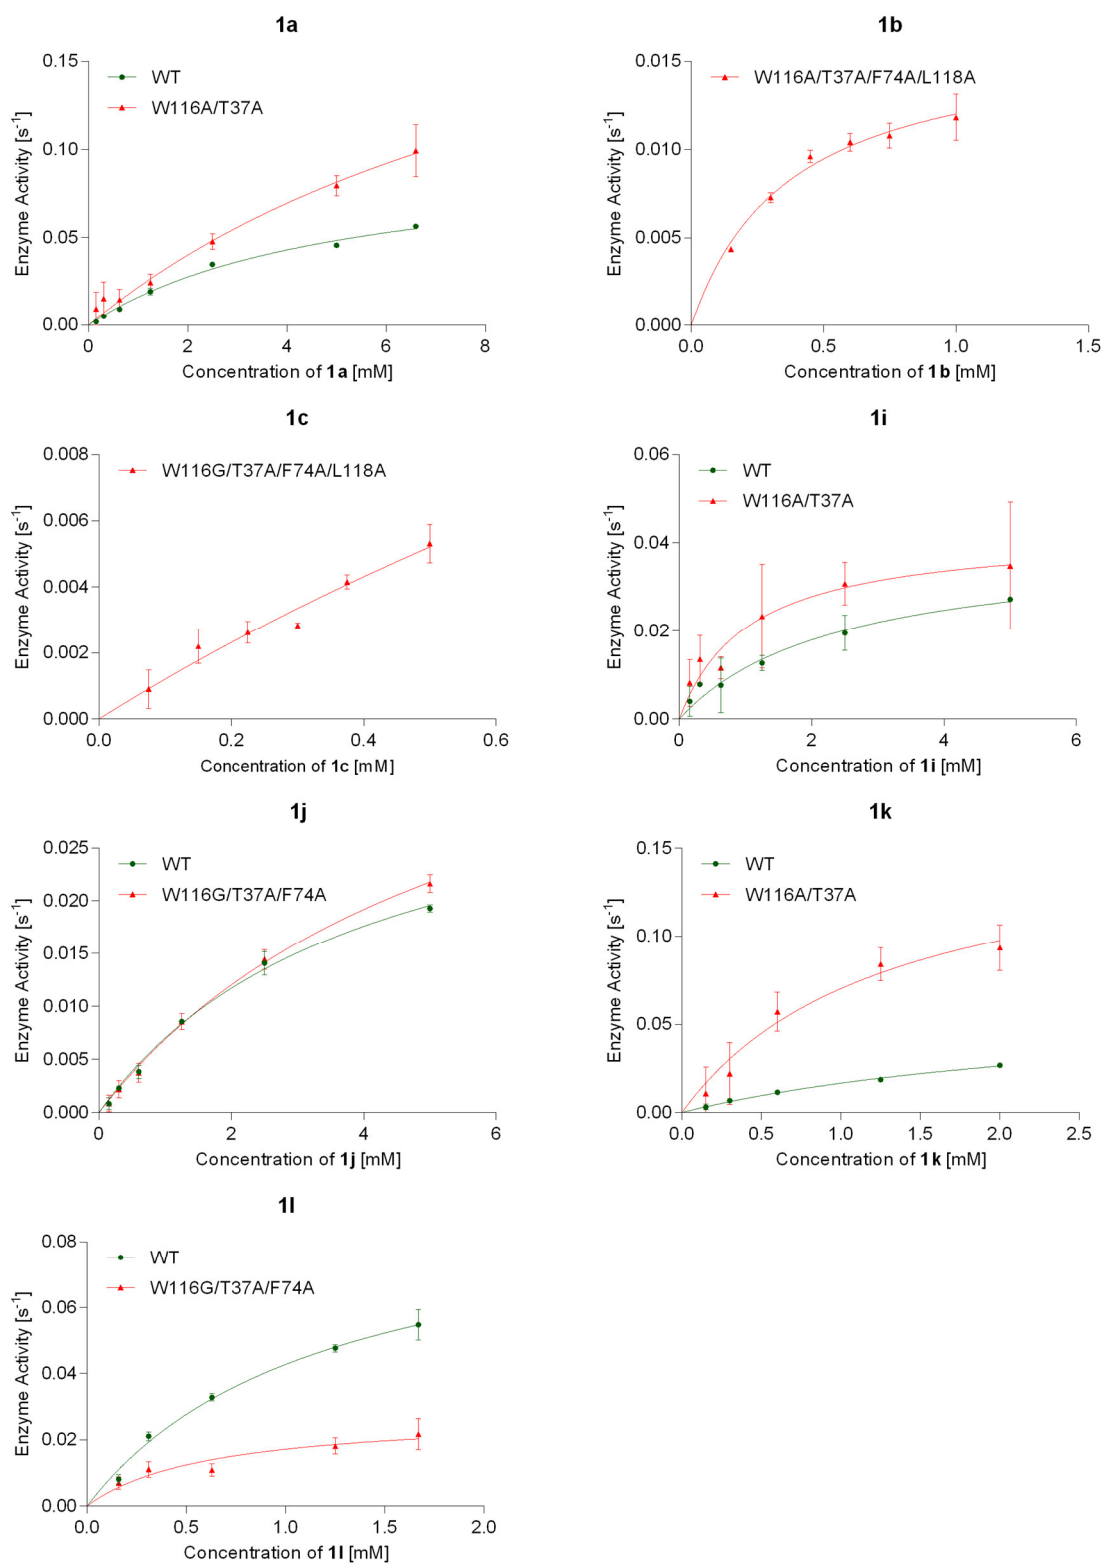 1a
0.15
0.10
0.05
0.00
Enzyme Activity [s⁻¹]
WT
W116A/T37A
0 2 4 6 8
Concentration of 1a [mM]
1b
0.015
0.010
0.005
0.000
Enzyme Activity [s⁻¹]
W116A/T37A/F74A/L118A
0.0 0.5 1.0 1.5
Concentration of 1b [mM]
1c
0.008
0.006
0.004
0.002
0.000
Enzyme Activity [s⁻¹]
W116G/T37A/F74A/L118A
0.0 0.2 0.4 0.6
Concentration of 1c [mM]
1i
0.06
0.04
0.02
0.00
Enzyme Activity [s⁻¹]
WT
W116A/T37A
0 2 4 6
Concentration of 1i [mM]
1j
0.025
0.020
0.015
0.010
0.005
0.000
Enzyme Activity [s⁻¹]
WT
W116G/T37A/F74A
0 2 4 6
Concentration of 1j [mM]
1k
0.15
0.10
0.05
0.00
Enzyme Activity [s⁻¹]
WT
W116A/T37A
0.0 0.5 1.0 1.5 2.0 2.5
Concentration of 1k [mM]
1l
0.08
0.06
0.04
0.02
0.00
Enzyme Activity [s⁻¹]
WT
W116G/T37A/F74A
0.0 0.5 1.0 1.5 2.0
Concentration of 1l [mM]